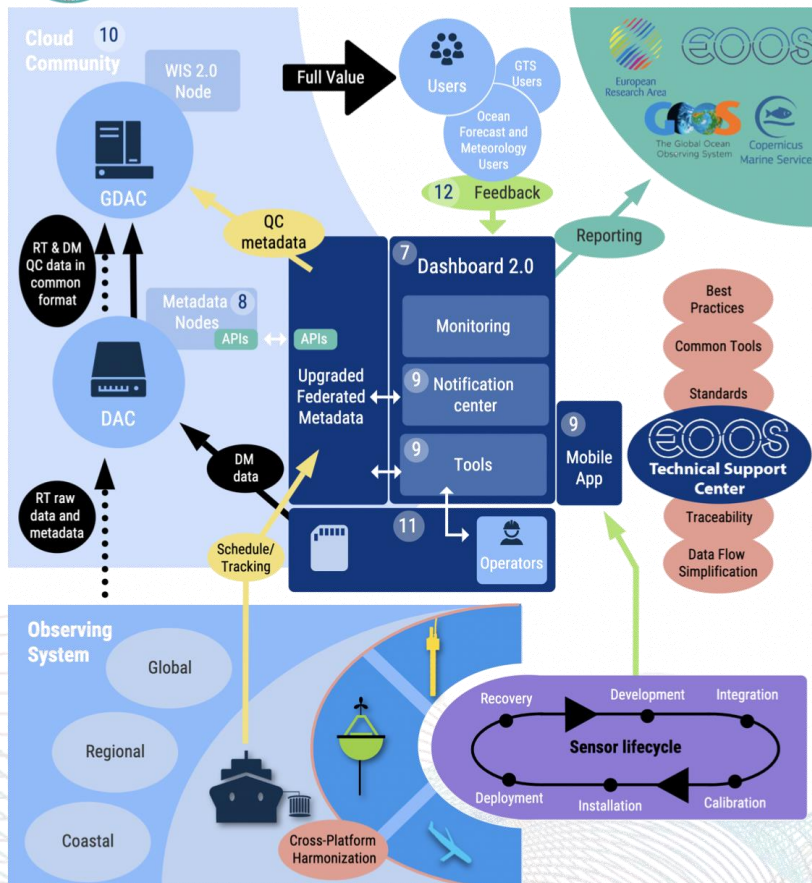 Cloud 10
Community
WIS 2.0
Node
GDAC
Full Value
Users
GTS
Users
Ocean
Forecast and
Meteorology
Users
12 Feedback
European
Research Area
EOOS
GOOS
The Global Ocean
Observing System
Copernicus
Marine Service
QC
metadata
RT & DM
QC data in
common
format
Reporting
7 Dashboard 2.0
Monitoring
9 Notification
center
9 Tools
Metadata 8
Nodes
APIs
APIs
Upgraded
Federated
Metadata
DAC
DM
data
9
Mobile
App
Best
Practices
Common Tools
Standards
EOOS
Technical Support
Center
Traceability
Data Flow
Simplification
RT raw
data and
metadata
Schedule/
Tracking
11
Operators
Observing
System
Global
Regional
Coastal
Cross-Platform
Harmonization
Recovery
Development
Integration
Sensor lifecycle
Deployment
Installation
Calibration